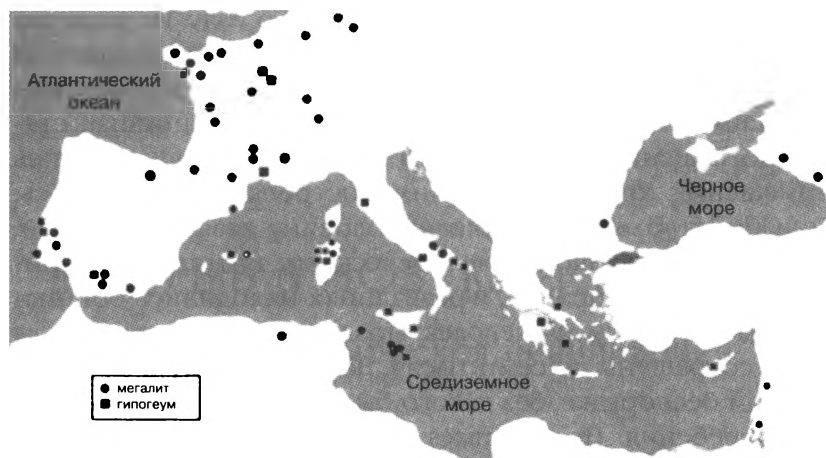 Атлантический
океан
Черное
море
Средиземное
море
мегалит
гипогеум